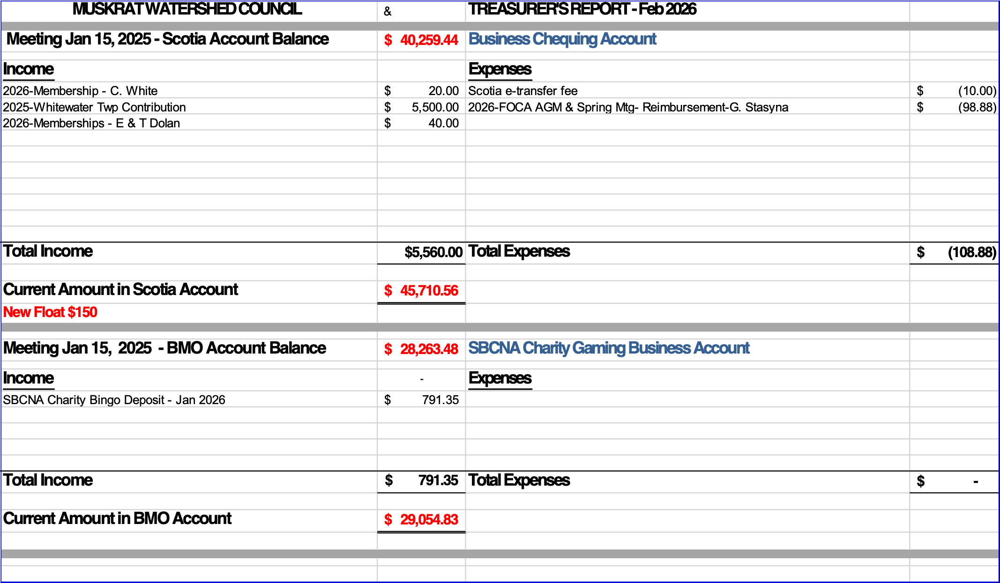 MUSKRAT WATERSHED COUNCIL & TREASURER'S REPORT - Feb 2026
Meeting Jan 15, 2025 - Scotia Account Balance $ 40,259.44 Business Chequing Account
Income Expenses
2026-Membership - C. White $ 20.00 Scotia e-transfer fee $ (10.00)
2025-Whitewater Twp Contribution $ 5,500.00 2026-FOCA AGM & Spring Mtg- Reimbursement-G. Stasyna $ (98.88)
2026-Memberships - E & T Dolan $ 40.00
Total Income $5,560.00 Total Expenses $ (108.88)
Current Amount in Scotia Account $ 45,710.56
New Float $150
Meeting Jan 15, 2025 - BMO Account Balance $ 28,263.48 SBCNA Charity Gaming Business Account
Income - Expenses
SBCNA Charity Bingo Deposit - Jan 2026 $ 791.35
Total Income $ 791.35 Total Expenses $ -
Current Amount in BMO Account $ 29,054.83